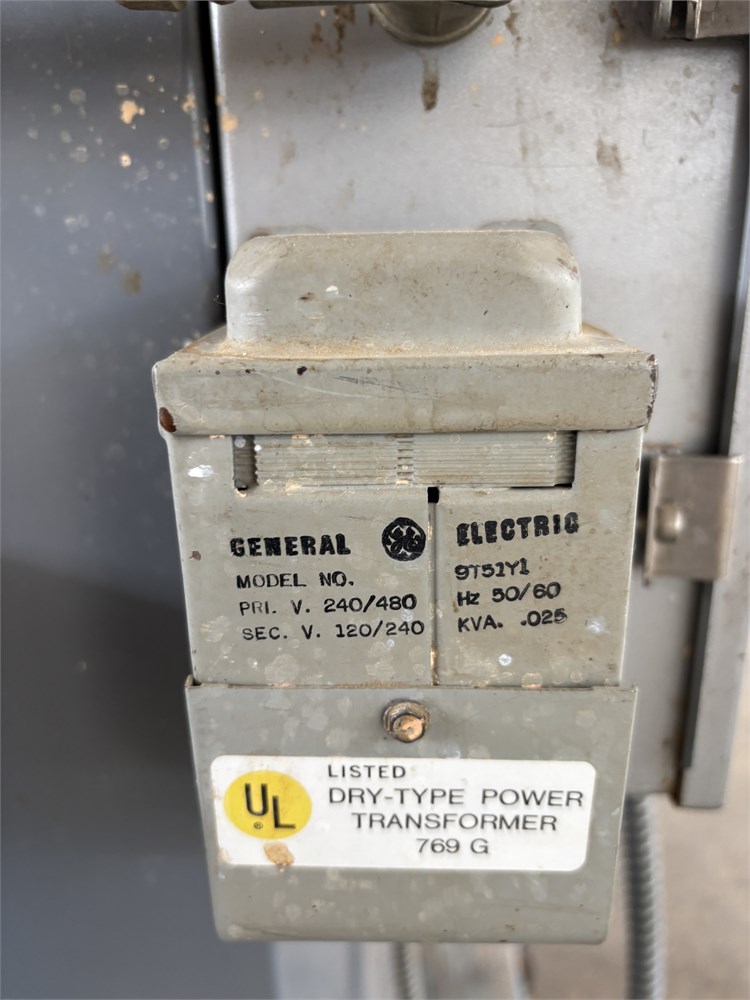 GENERAL GE ELECTRIC
MODEL NO. 9T51Y1
PRI. V. 240/480 Hz 50/60
SEC. V. 120/240 KVA. .025
UL
®
LISTED
DRY-TYPE POWER
TRANSFORMER
769 G